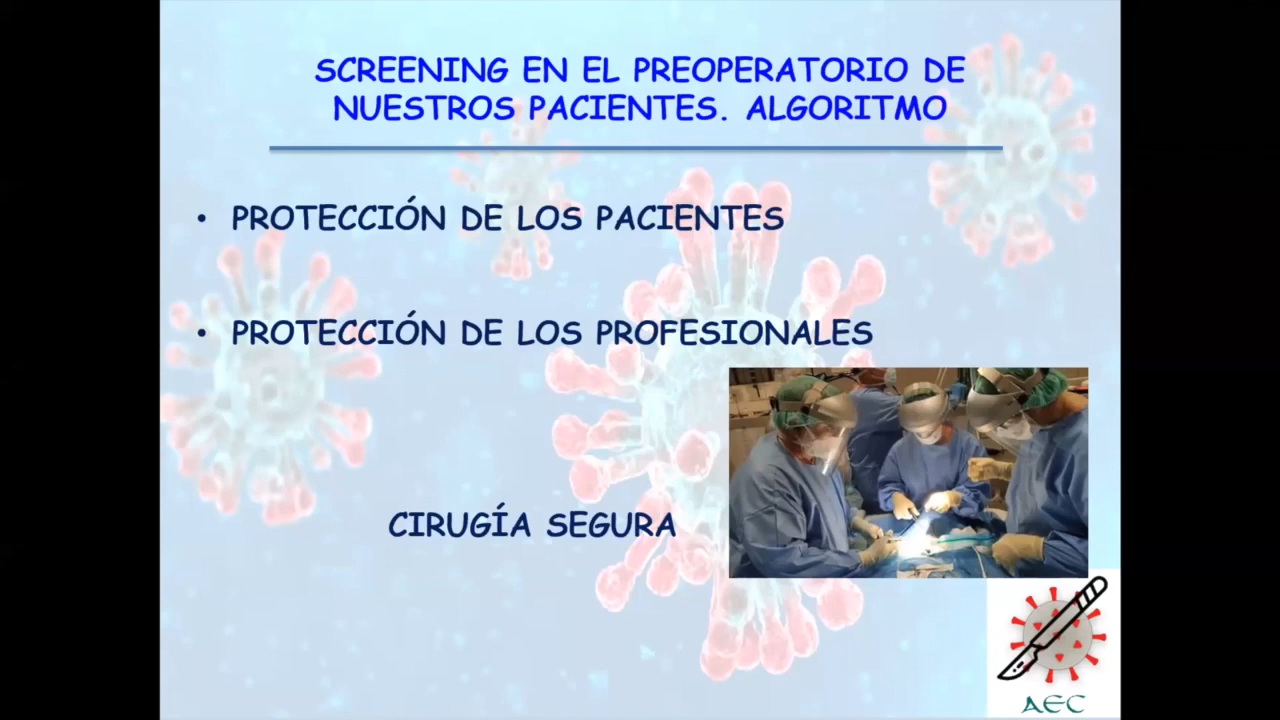 SCREENING EN EL PREOPERATORIO DE
NUESTROS PACIENTES. ALGORITMO
• PROTECCIÓN DE LOS PACIENTES
• PROTECCIÓN DE LOS PROFESIONALES
CIRUGÍA SEGURA
AEC